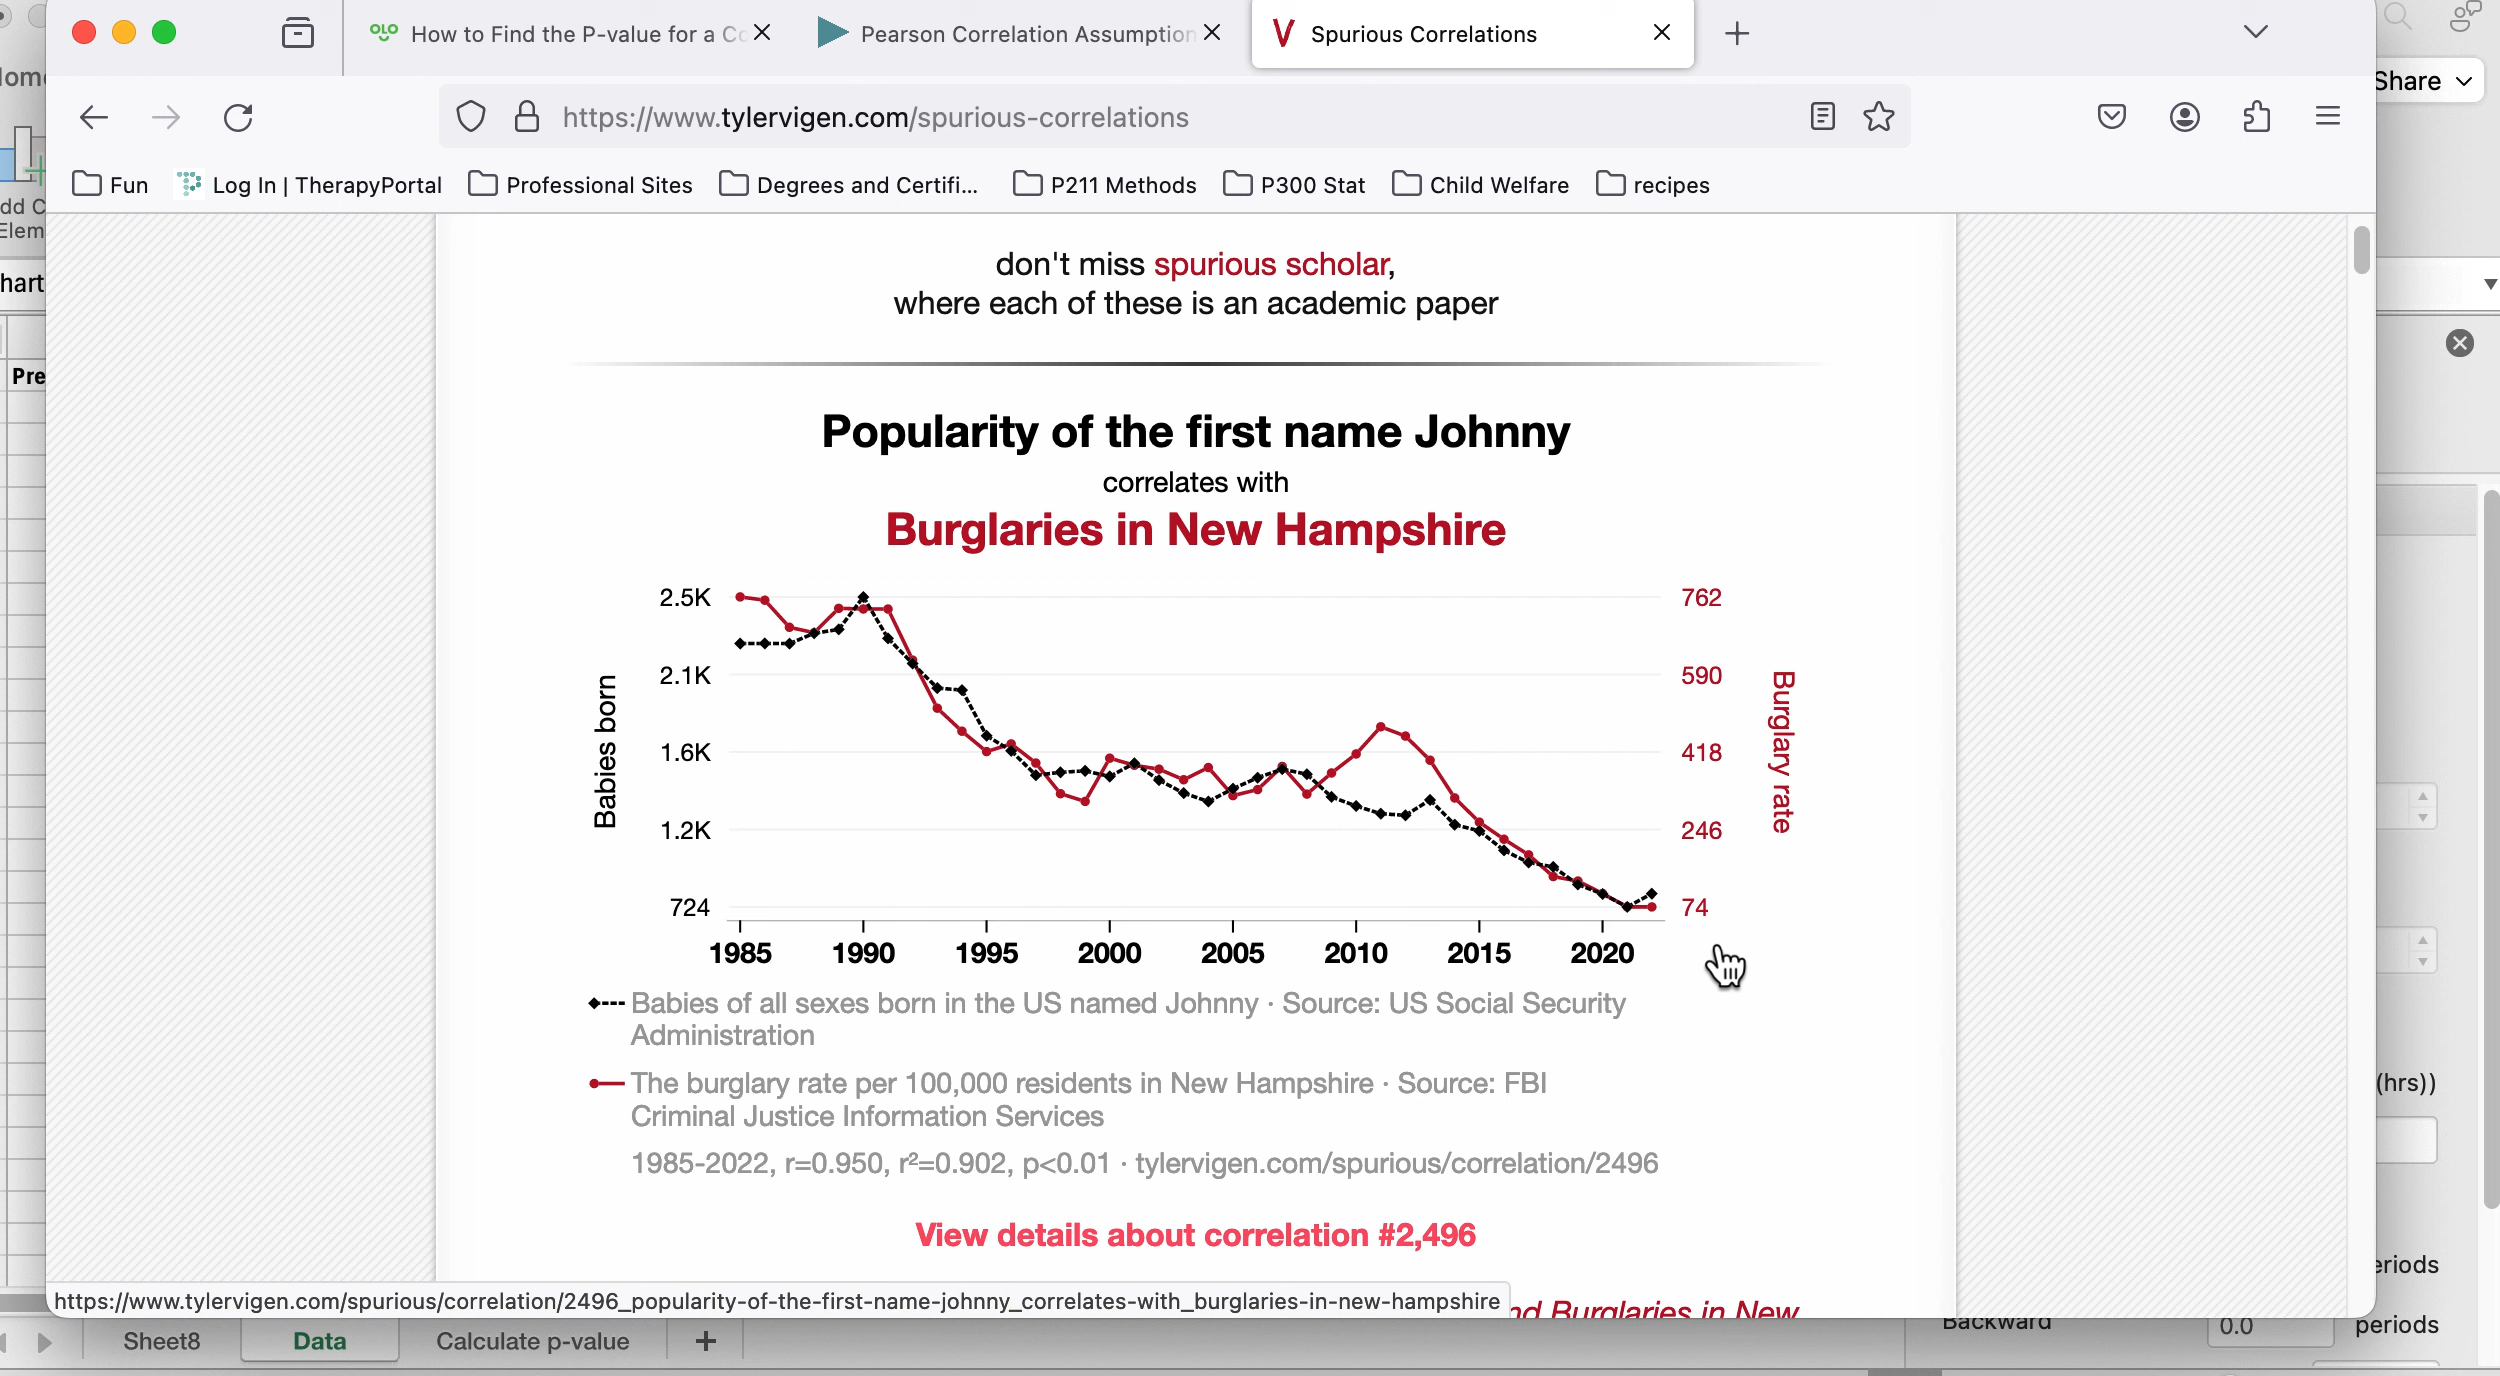 OLO
How to Find the P-value for a Co
Pearson Correlation Assumption
V Spurious Correlations
Share
https://www.tylervigen.com/spurious-correlations
Fun
Log In | TherapyPortal
Professional Sites
Degrees and Certifi...
P211 Methods
P300 Stat
Child Welfare
recipes
don't miss spurious scholar,
where each of these is an academic paper
Pre
Popularity of the first name Johnny
correlates with
Burglaries in New Hampshire
2.5K
2.1K
1.6K
1.2K
724
Babies born
762
590
418
246
74
Burglary rate
1985 1990 1995 2000 2005 2010 2015 2020
Babies of all sexes born in the US named Johnny · Source: US Social Security
Administration
The burglary rate per 100,000 residents in New Hampshire · Source: FBI
Criminal Justice Information Services
1985-2022, r=0.950, r²=0.902, p<0.01 · tylervigen.com/spurious/correlation/2496
(hrs))
View details about correlation #2,496
eriods
https://www.tylervigen.com/spurious/correlation/2496_popularity-of-the-first-name-johnny_correlates-with_burglaries-in-new-hampshire
nd Burglaries in New
Backward
0.0
periods
Sheet8
Data
Calculate p-value